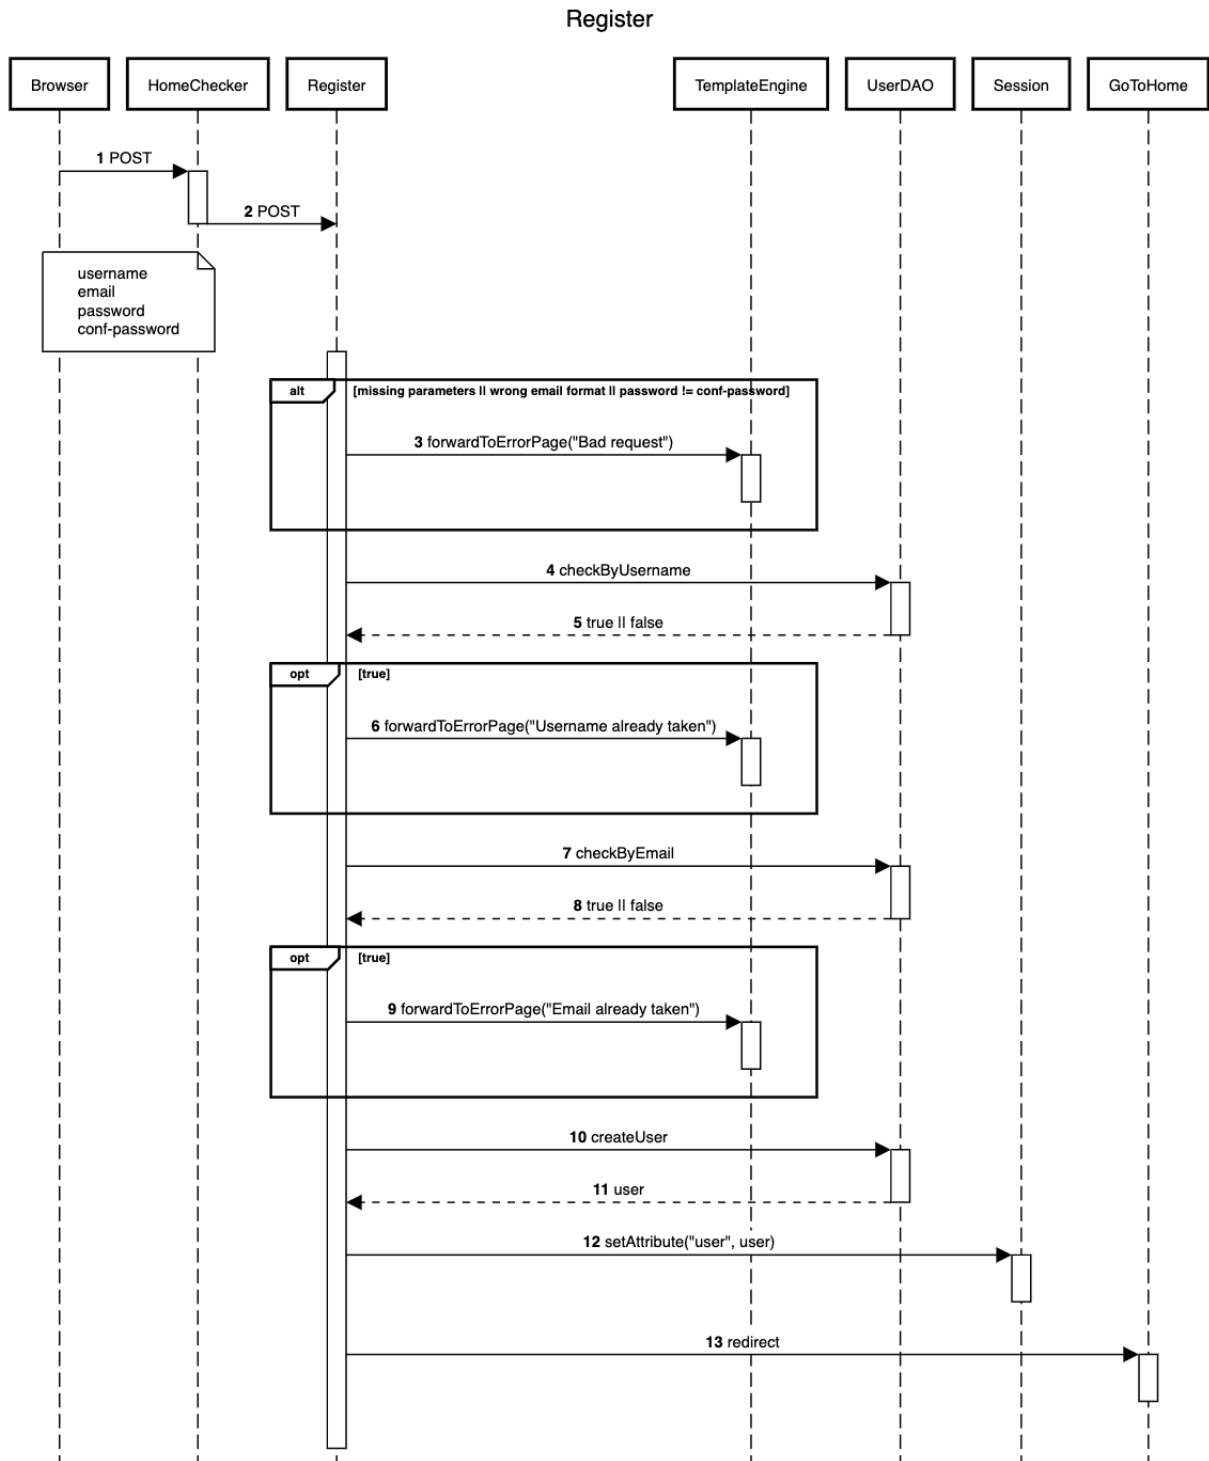 Register
Browser
HomeChecker
Register
TemplateEngine
UserDAO
Session
GoToHome
1 POST
2 POST
username
email
password
conf-password
alt
[missing parameters || wrong email format || password != conf-password]
3 forwardToErrorPage("Bad request")
4 checkByUsername
5 true || false
opt
[true]
6 forwardToErrorPage("Username already taken")
7 checkByEmail
8 true || false
opt
[true]
9 forwardToErrorPage("Email already taken")
10 createUser
11 user
12 setAttribute("user", user)
13 redirect